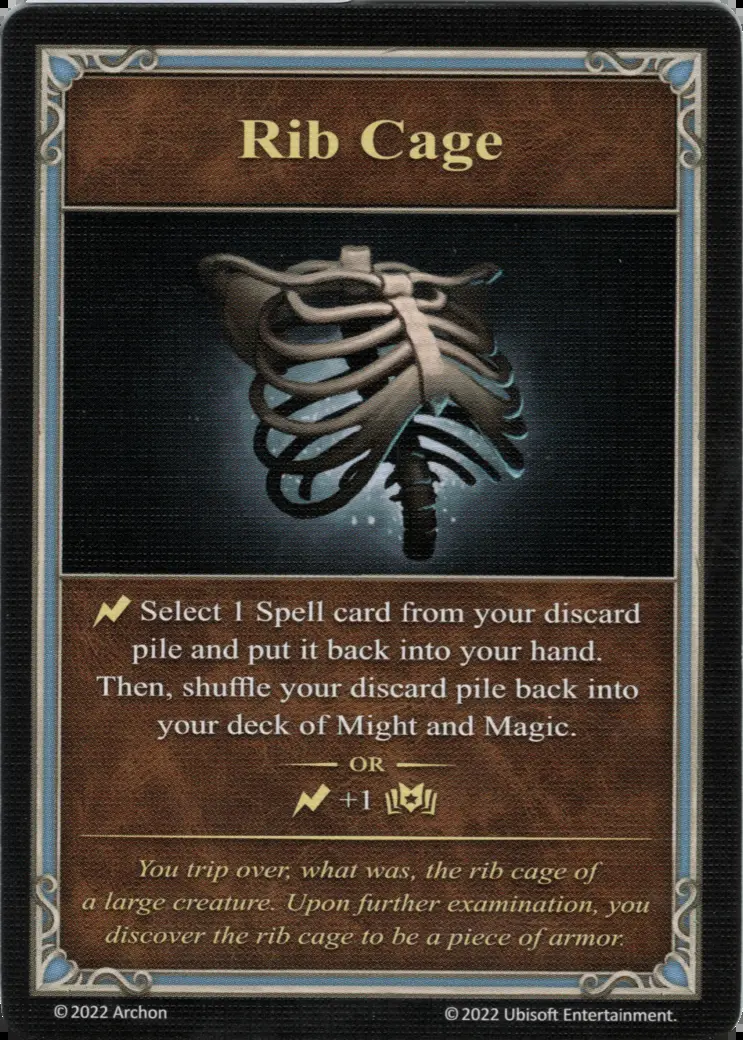 Rib Cage
Select 1 Spell card from your discard
pile and put it back into your hand.
Then, shuffle your discard pile back into
your deck of Might and Magic.
OR
+1
You trip over, what was, the rib cage of
a large creature. Upon further examination, you
discover the rib cage to be a piece of armor.
©2022 Archon
©2022 Ubisoft Entertainment.